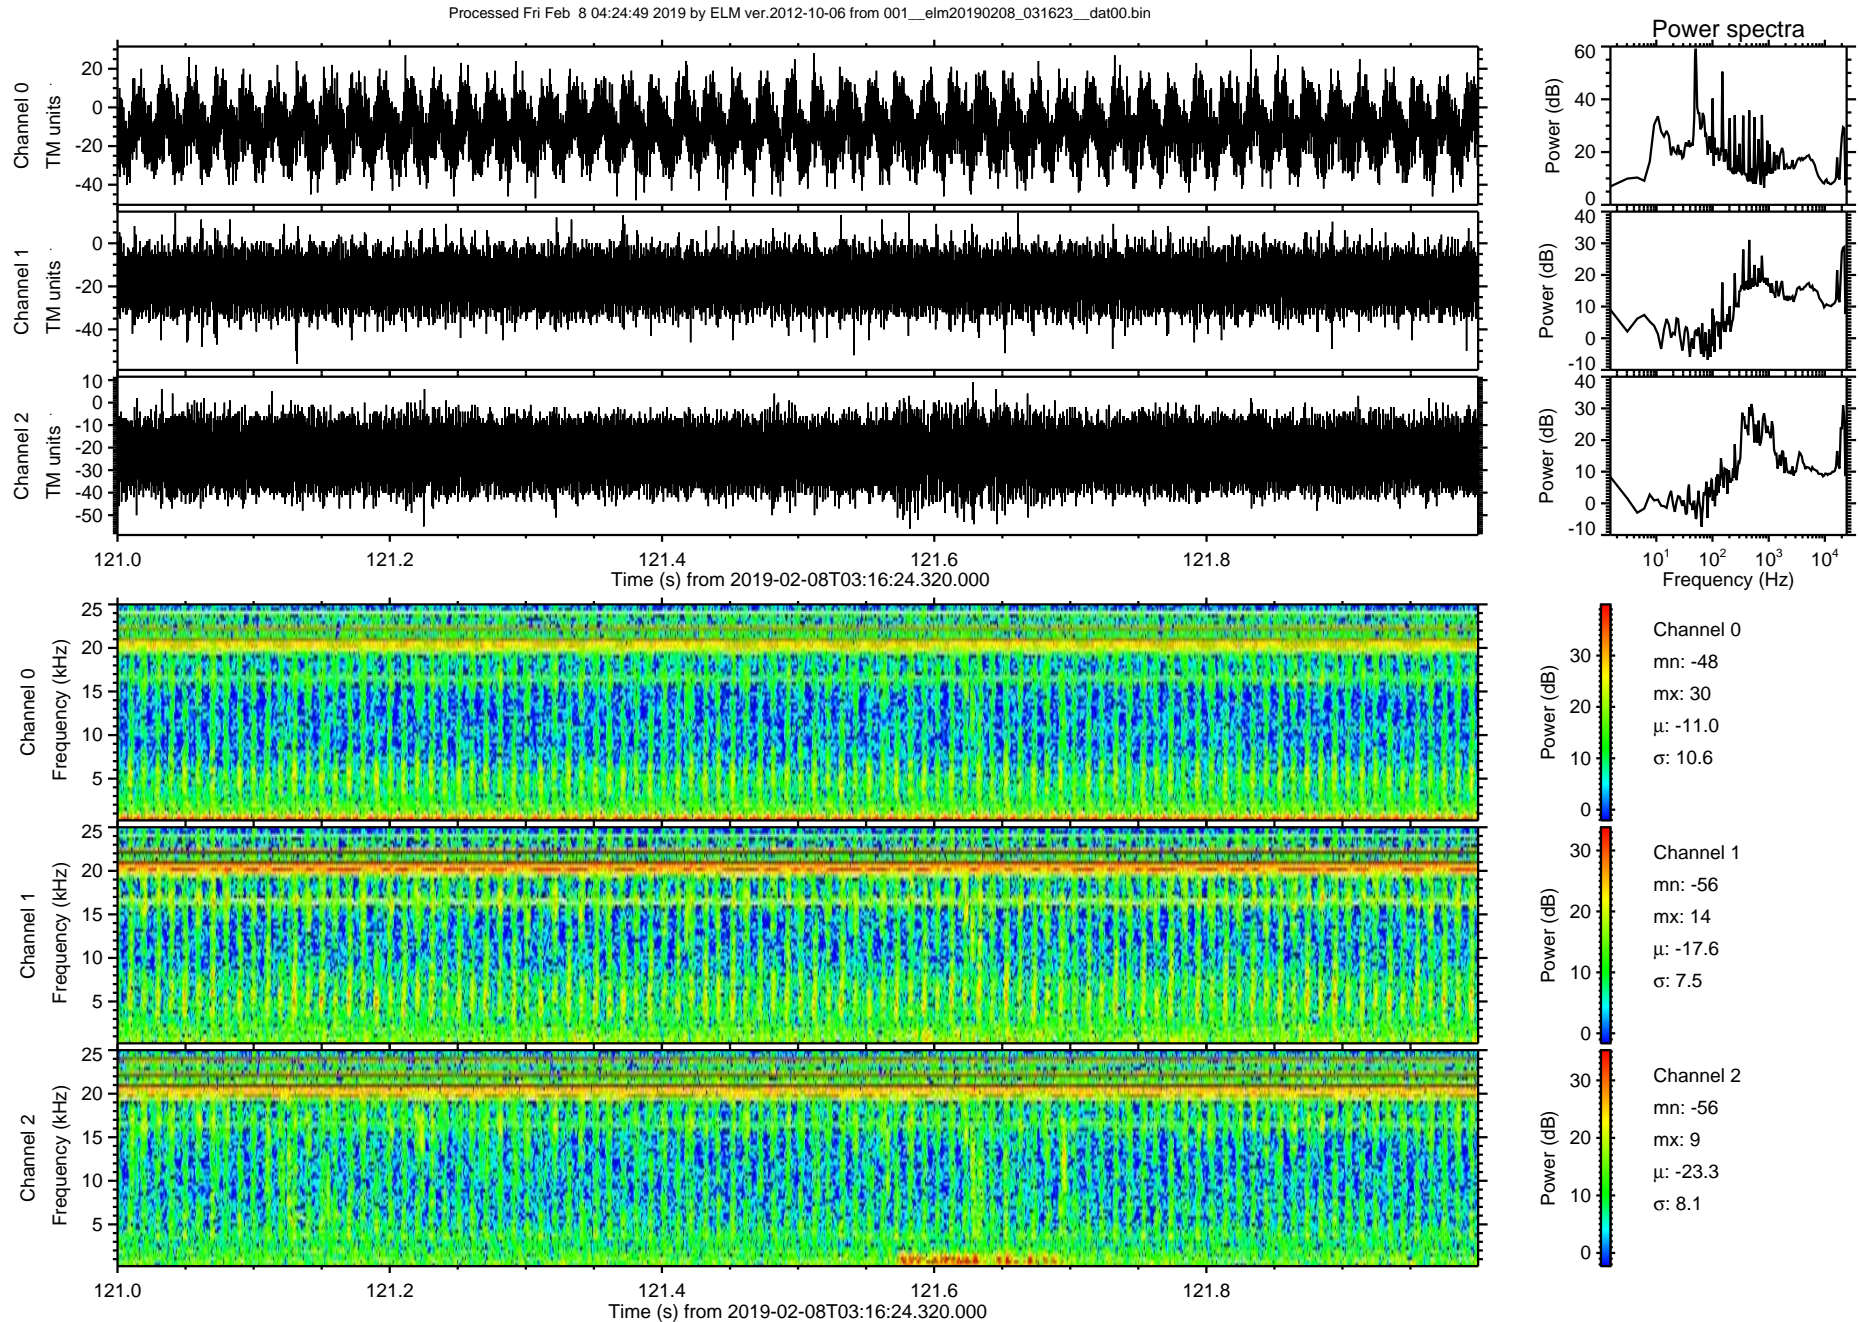 Processed Fri Feb  8 04:24:49 2019 by ELM ver.2012-10-06 from 001__elm20190208_031623__dat00.bin
Power spectra
Channel 0
TM units
20
0
-20
-40
Power (dB)
60
40
20
0
Channel 1
TM units
0
-20
-40
Power (dB)
40
30
20
10
0
-10
Channel 2
TM units
10
0
-10
-20
-30
-40
-50
Power (dB)
40
30
20
10
0
-10
121.0 121.2 121.4 121.6 121.8
Time (s) from 2019-02-08T03:16:24.320.000
10^1 10^2 10^3 10^4
Frequency (Hz)
Channel 0
Frequency (kHz)
25
20
15
10
5
Power (dB)
30
20
10
0
Channel 0
mn: -48
mx: 30
μ: -11.0
σ: 10.6
Channel 1
Frequency (kHz)
25
20
15
10
5
Power (dB)
30
20
10
0
Channel 1
mn: -56
mx: 14
μ: -17.6
σ: 7.5
Channel 2
Frequency (kHz)
25
20
15
10
5
Power (dB)
30
20
10
0
Channel 2
mn: -56
mx: 9
μ: -23.3
σ: 8.1
121.0 121.2 121.4 121.6 121.8
Time (s) from 2019-02-08T03:16:24.320.000